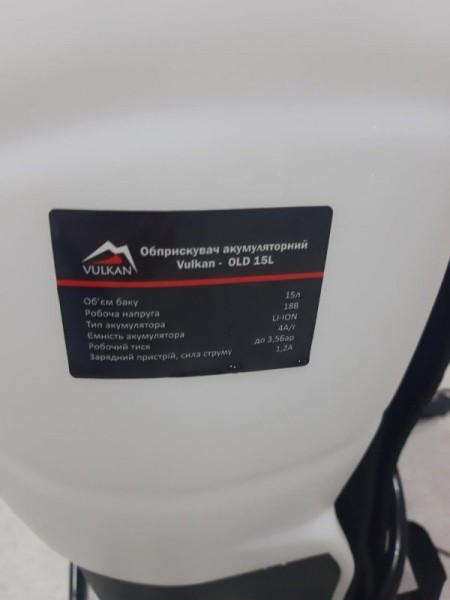 VULKAN
Обприскувач акумуляторний
Vulkan - OLD 15L
Об'єм баку 15л
Робоча напруга 18В
Тип акумулятора LI-ION
Ємність акумулятора 4А/г
Робочий тиск до 3,5бар
Зарядний пристрій, сила струму 1,2А